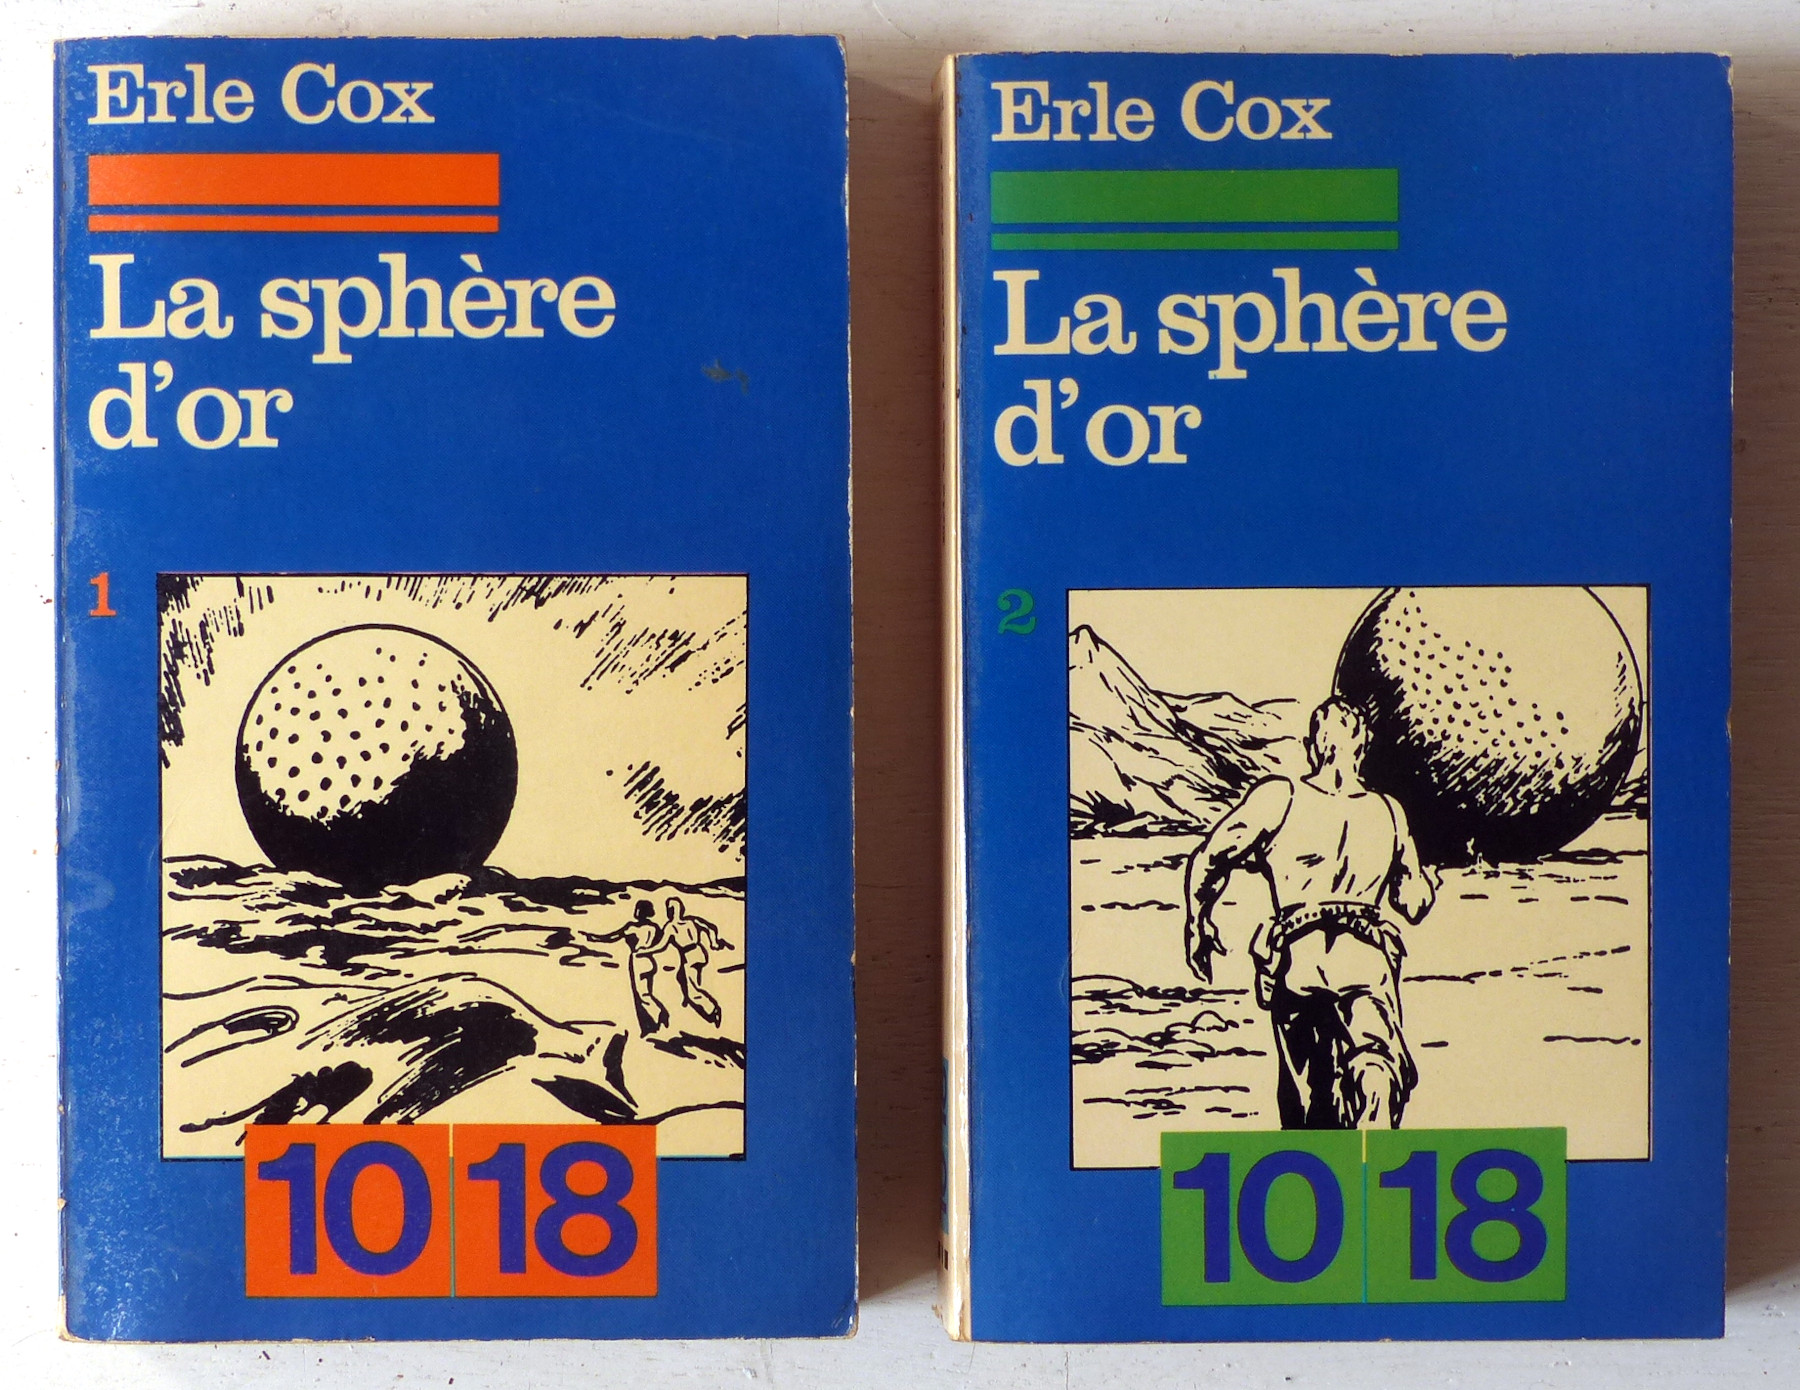 Erle Cox
La sphère
d'or
1
10 18
Erle Cox
La sphère
d'or
2
10 18